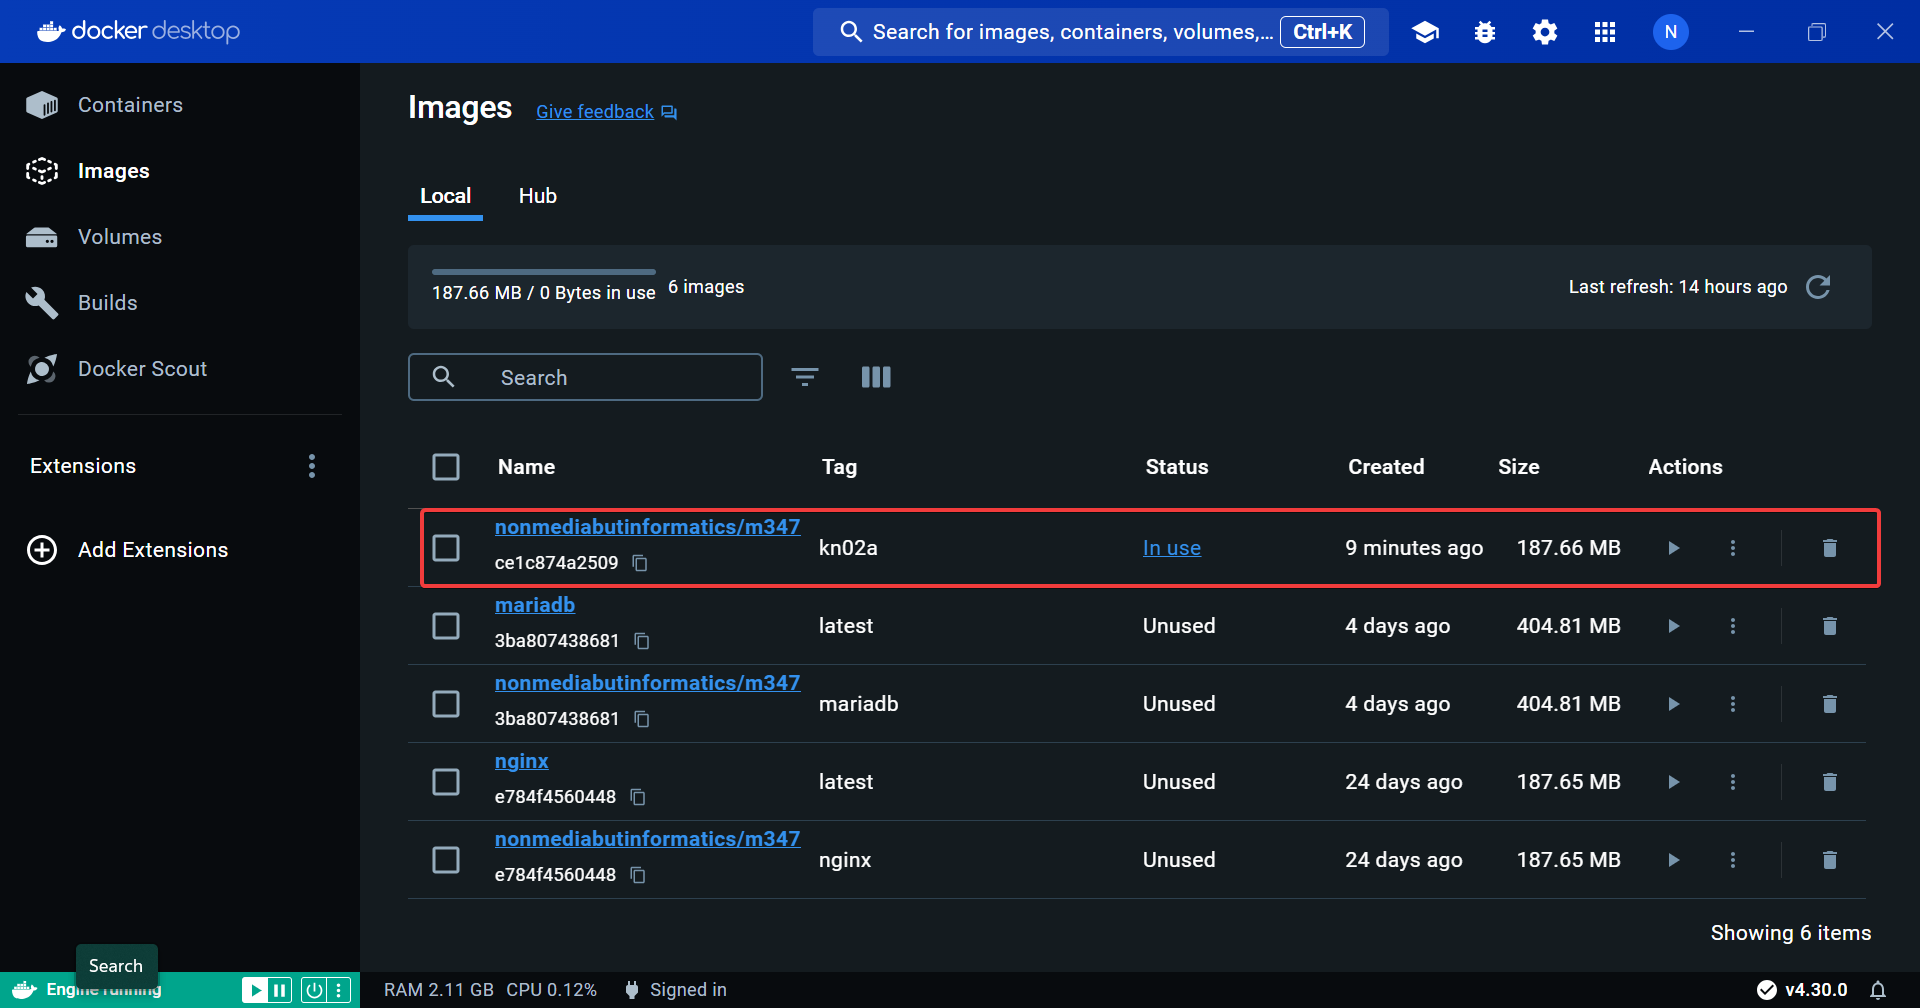 docker desktop
Search for images, containers, volumes,... Ctrl+K
N
Containers
Images
Volumes
Builds
Docker Scout
Extensions
Add Extensions
Images Give feedback
Local Hub
187.66 MB / 0 Bytes in use 6 images
Last refresh: 14 hours ago
Search
Name Tag Status Created Size Actions
nonmediabutinformatics/m347
ce1c874a2509
kn02a In use 9 minutes ago 187.66 MB
mariadb
3ba807438681
latest Unused 4 days ago 404.81 MB
nonmediabutinformatics/m347
3ba807438681
mariadb Unused 4 days ago 404.81 MB
nginx
e784f4560448
latest Unused 24 days ago 187.65 MB
nonmediabutinformatics/m347
e784f4560448
nginx Unused 24 days ago 187.65 MB
Showing 6 items
Search
Engine running
RAM 2.11 GB CPU 0.12% Signed in
v4.30.0